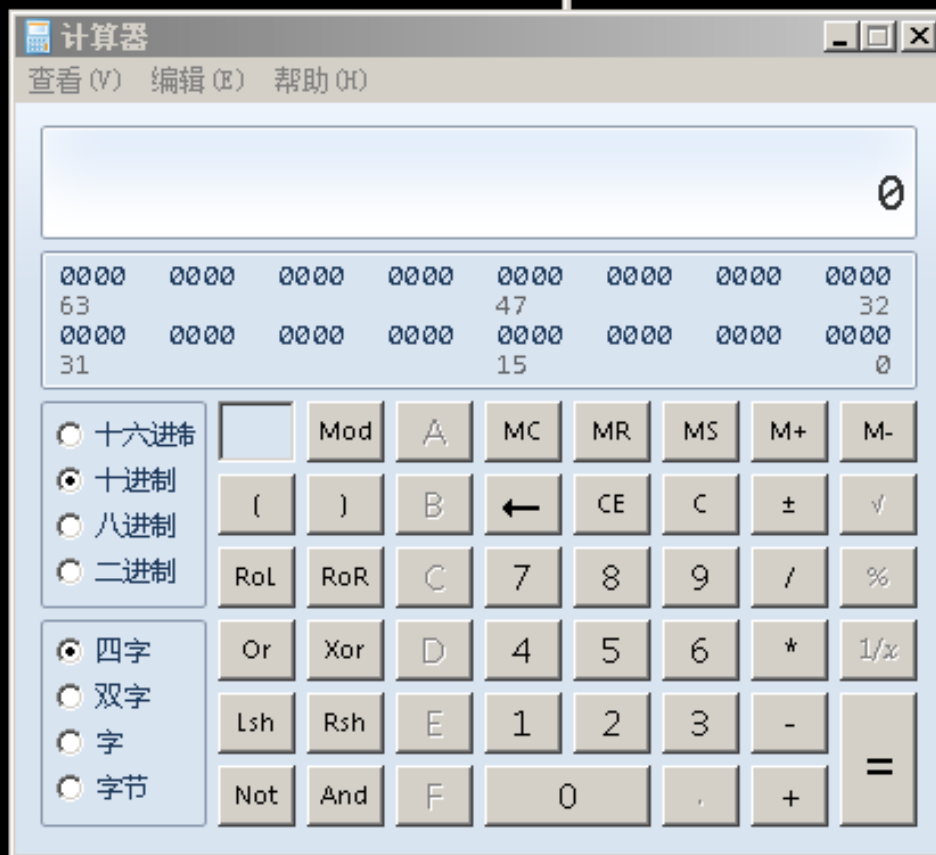 计算器
查看(V) 编辑(E) 帮助(H)
0
0000 0000 0000 0000 0000 0000 0000 0000
63 47 32
0000 0000 0000 0000 0000 0000 0000 0000
31 15 0
十六进制 Mod A MC MR MS M+ M-
十进制 ( ) B ← CE C ± √
八进制
二进制 RoL RoR C 7 8 9 / %
四字 Or Xor D 4 5 6 * 1/x
双字
字 Lsh Rsh E 1 2 3 - =
字节 Not And F 0 . +